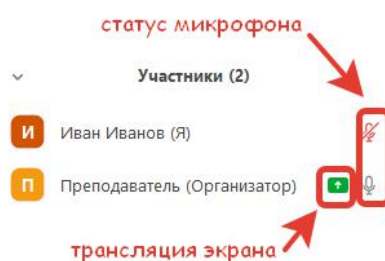 статус микрофона
Участники (2)
И Иван Иванов (Я)
П Преподаватель (Организатор)
трансляция экрана